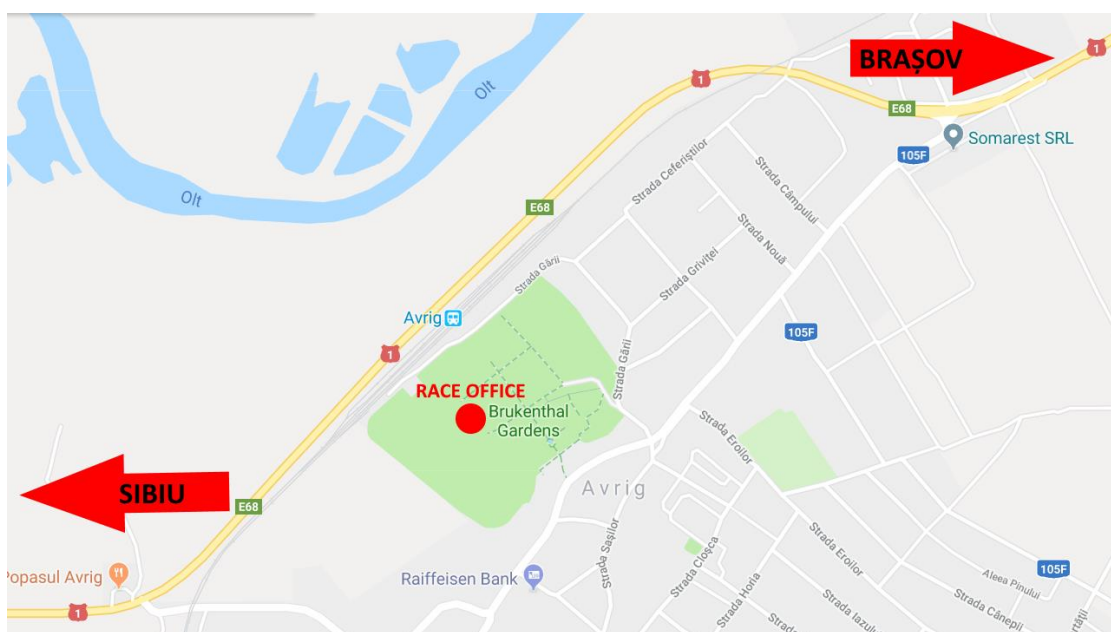 BRAȘOV
1
1
Olt
E68
Somarest SRL
105F
Strada Ceferiștilor
Strada Câmpului
Olt
E68
Strada Nouă
Strada Griviței
Strada Gării
Avrig
105F
1
Strada Gării
RACE OFFICE
Brukenthal
Gardens
Strada Eroilor
SIBIU
Avrig
E68
Strada Sașilor
Strada Cloșca
Strada Eroilor
Popasul Avrig
Raiffeisen Bank
105F
Aleea Pinului
Strada Horia
Strada Cânepii
1
Strada Iazulu